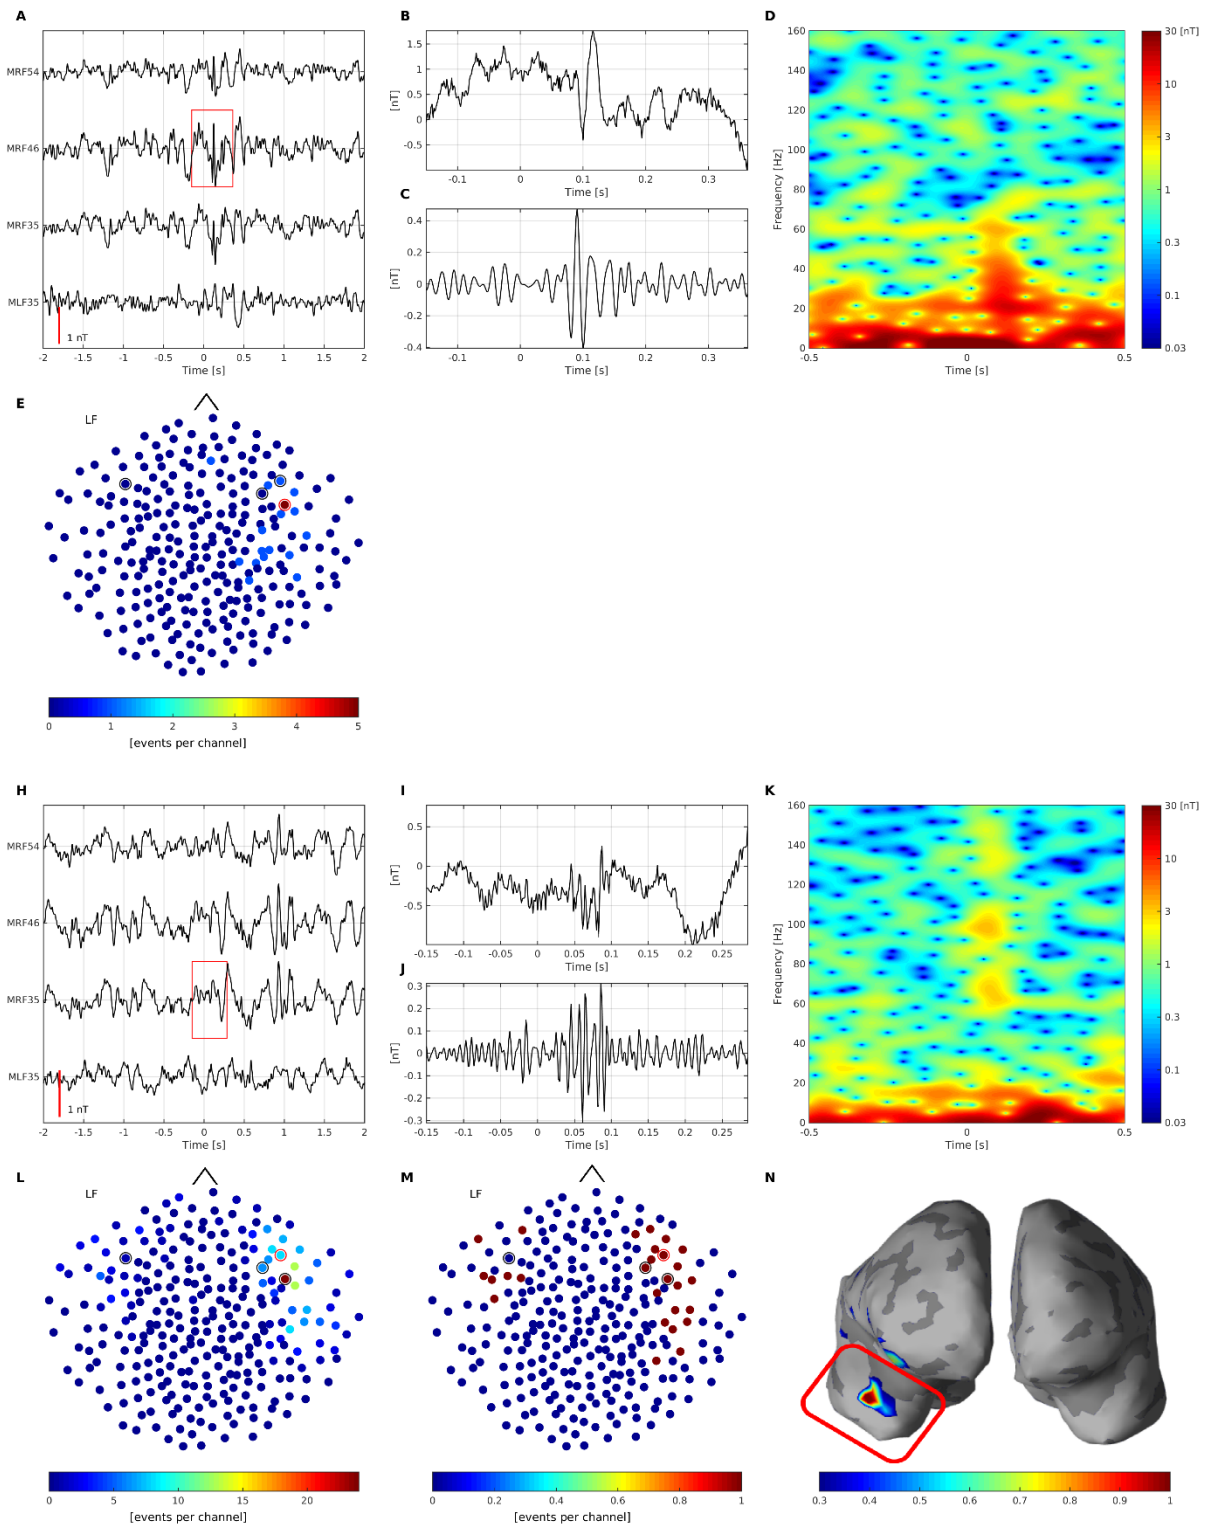 A
MRF54
MRF46
MRF35
MLF35
1 nT
-2 -1.5 -1 -0.5 0 0.5 1 1.5 2
Time [s]
B
1.5
1
0.5
0
-0.5
[nT]
-0.1 0 0.1 0.2 0.3
Time [s]
C
0.4
0.2
0
-0.2
-0.4
[nT]
-0.1 0 0.1 0.2 0.3
Time [s]
D
160
140
120
100
80
60
40
20
0
Frequency [Hz]
-0.5 0 0.5
Time [s]
30 [nT]
10
3
1
0.3
0.1
0.03
E
LF
0 1 2 3 4 5
[events per channel]
H
MRF54
MRF46
MRF35
MLF35
1 nT
-2 -1.5 -1 -0.5 0 0.5 1 1.5 2
Time [s]
I
0.5
0
-0.5
[nT]
-0.15 -0.1 -0.05 0 0.05 0.1 0.15 0.2 0.25
Time [s]
J
0.3
0.2
0.1
0
-0.1
-0.2
-0.3
[nT]
-0.15 -0.1 -0.05 0 0.05 0.1 0.15 0.2 0.25
Time [s]
K
160
140
120
100
80
60
40
20
0
Frequency [Hz]
-0.5 0 0.5
Time [s]
30 [nT]
10
3
1
0.3
0.1
0.03
L
LF
0 5 10 15 20
[events per channel]
M
LF
0 0.2 0.4 0.6 0.8 1
[events per channel]
N
0.3 0.4 0.5 0.6 0.7 0.8 0.9 1